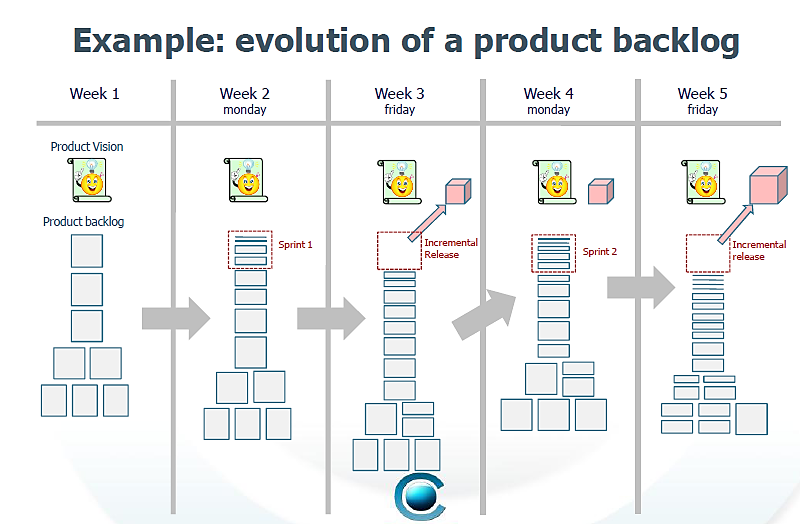 Example: evolution of a product backlog
Week 1
Week 2
monday
Week 3
friday
Week 4
monday
Week 5
friday
Product Vision
Product backlog
Sprint 1
Incremental
Release
Sprint 2
Incremental
release